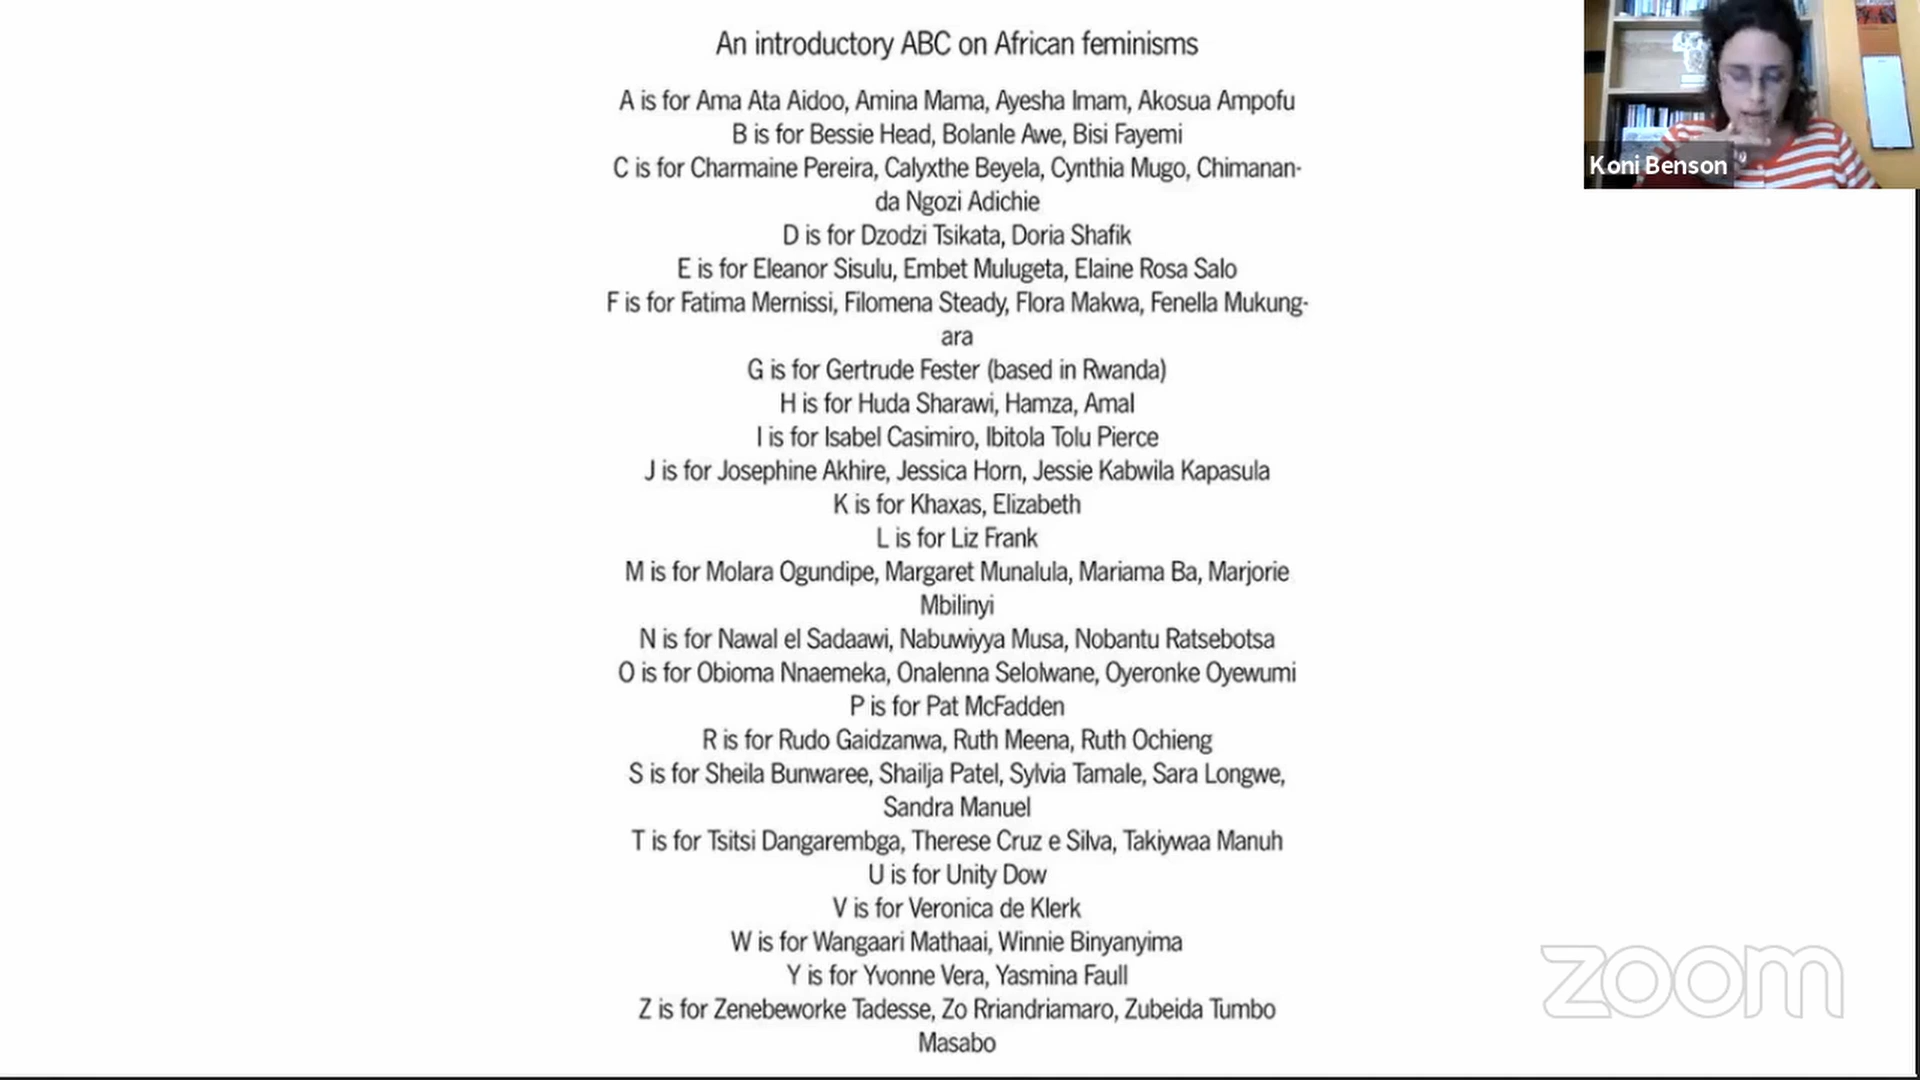 An introductory ABC on African feminisms
A is for Ama Ata Aidoo, Amina Mama, Ayesha Imam, Akosua Ampofu
B is for Bessie Head, Bolanle Awe, Bisi Fayemi
C is for Charmaine Pereira, Calyxthe Beyela, Cynthia Mugo, Chimanan-
da Ngozi Adichie
D is for Dzodzi Tsikata, Doria Shafik
E is for Eleanor Sisulu, Embet Mulugeta, Elaine Rosa Salo
F is for Fatima Mernissi, Filomena Steady, Flora Makwa, Fenella Mukung-
ara
G is for Gertrude Fester (based in Rwanda)
H is for Huda Sharawi, Hamza, Amal
I is for Isabel Casimiro, Ibitola Tolu Pierce
J is for Josephine Akhire, Jessica Horn, Jessie Kabwila Kapasula
K is for Khaxas, Elizabeth
L is for Liz Frank
M is for Molara Ogundipe, Margaret Munalula, Mariama Ba, Marjorie
Mbilinyi
N is for Nawal el Sadaawi, Nabuwiyya Musa, Nobantu Ratsebotsa
O is for Obioma Nnaemeka, Onalenna Selolwane, Oyeronke Oyewumi
P is for Pat McFadden
R is for Rudo Gaidzanwa, Ruth Meena, Ruth Ochieng
S is for Sheila Bunwaree, Shailja Patel, Sylvia Tamale, Sara Longwe,
Sandra Manuel
T is for Tsitsi Dangarembga, Therese Cruz e Silva, Takiywaa Manuh
U is for Unity Dow
V is for Veronica de Klerk
W is for Wangaari Mathaai, Winnie Binyanyima
Y is for Yvonne Vera, Yasmina Faull
Z is for Zenebeworke Tadesse, Zo Rriandriamaro, Zubeida Tumbo
Masabo
Koni Benson
zoom